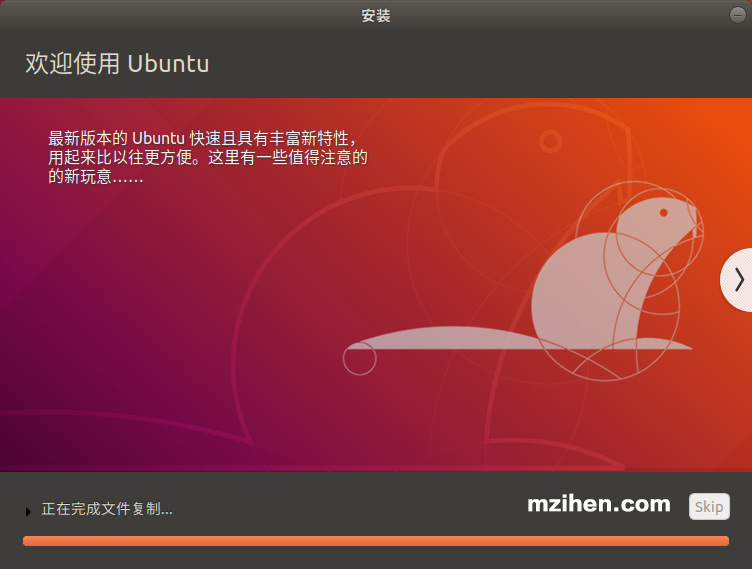 安装
欢迎使用 Ubuntu
最新版本的 Ubuntu 快速且具有丰富新特性，
用起来比以往更方便。这里有一些值得注意的
的新玩意……
正在完成文件复制...
mzihen.com
Skip